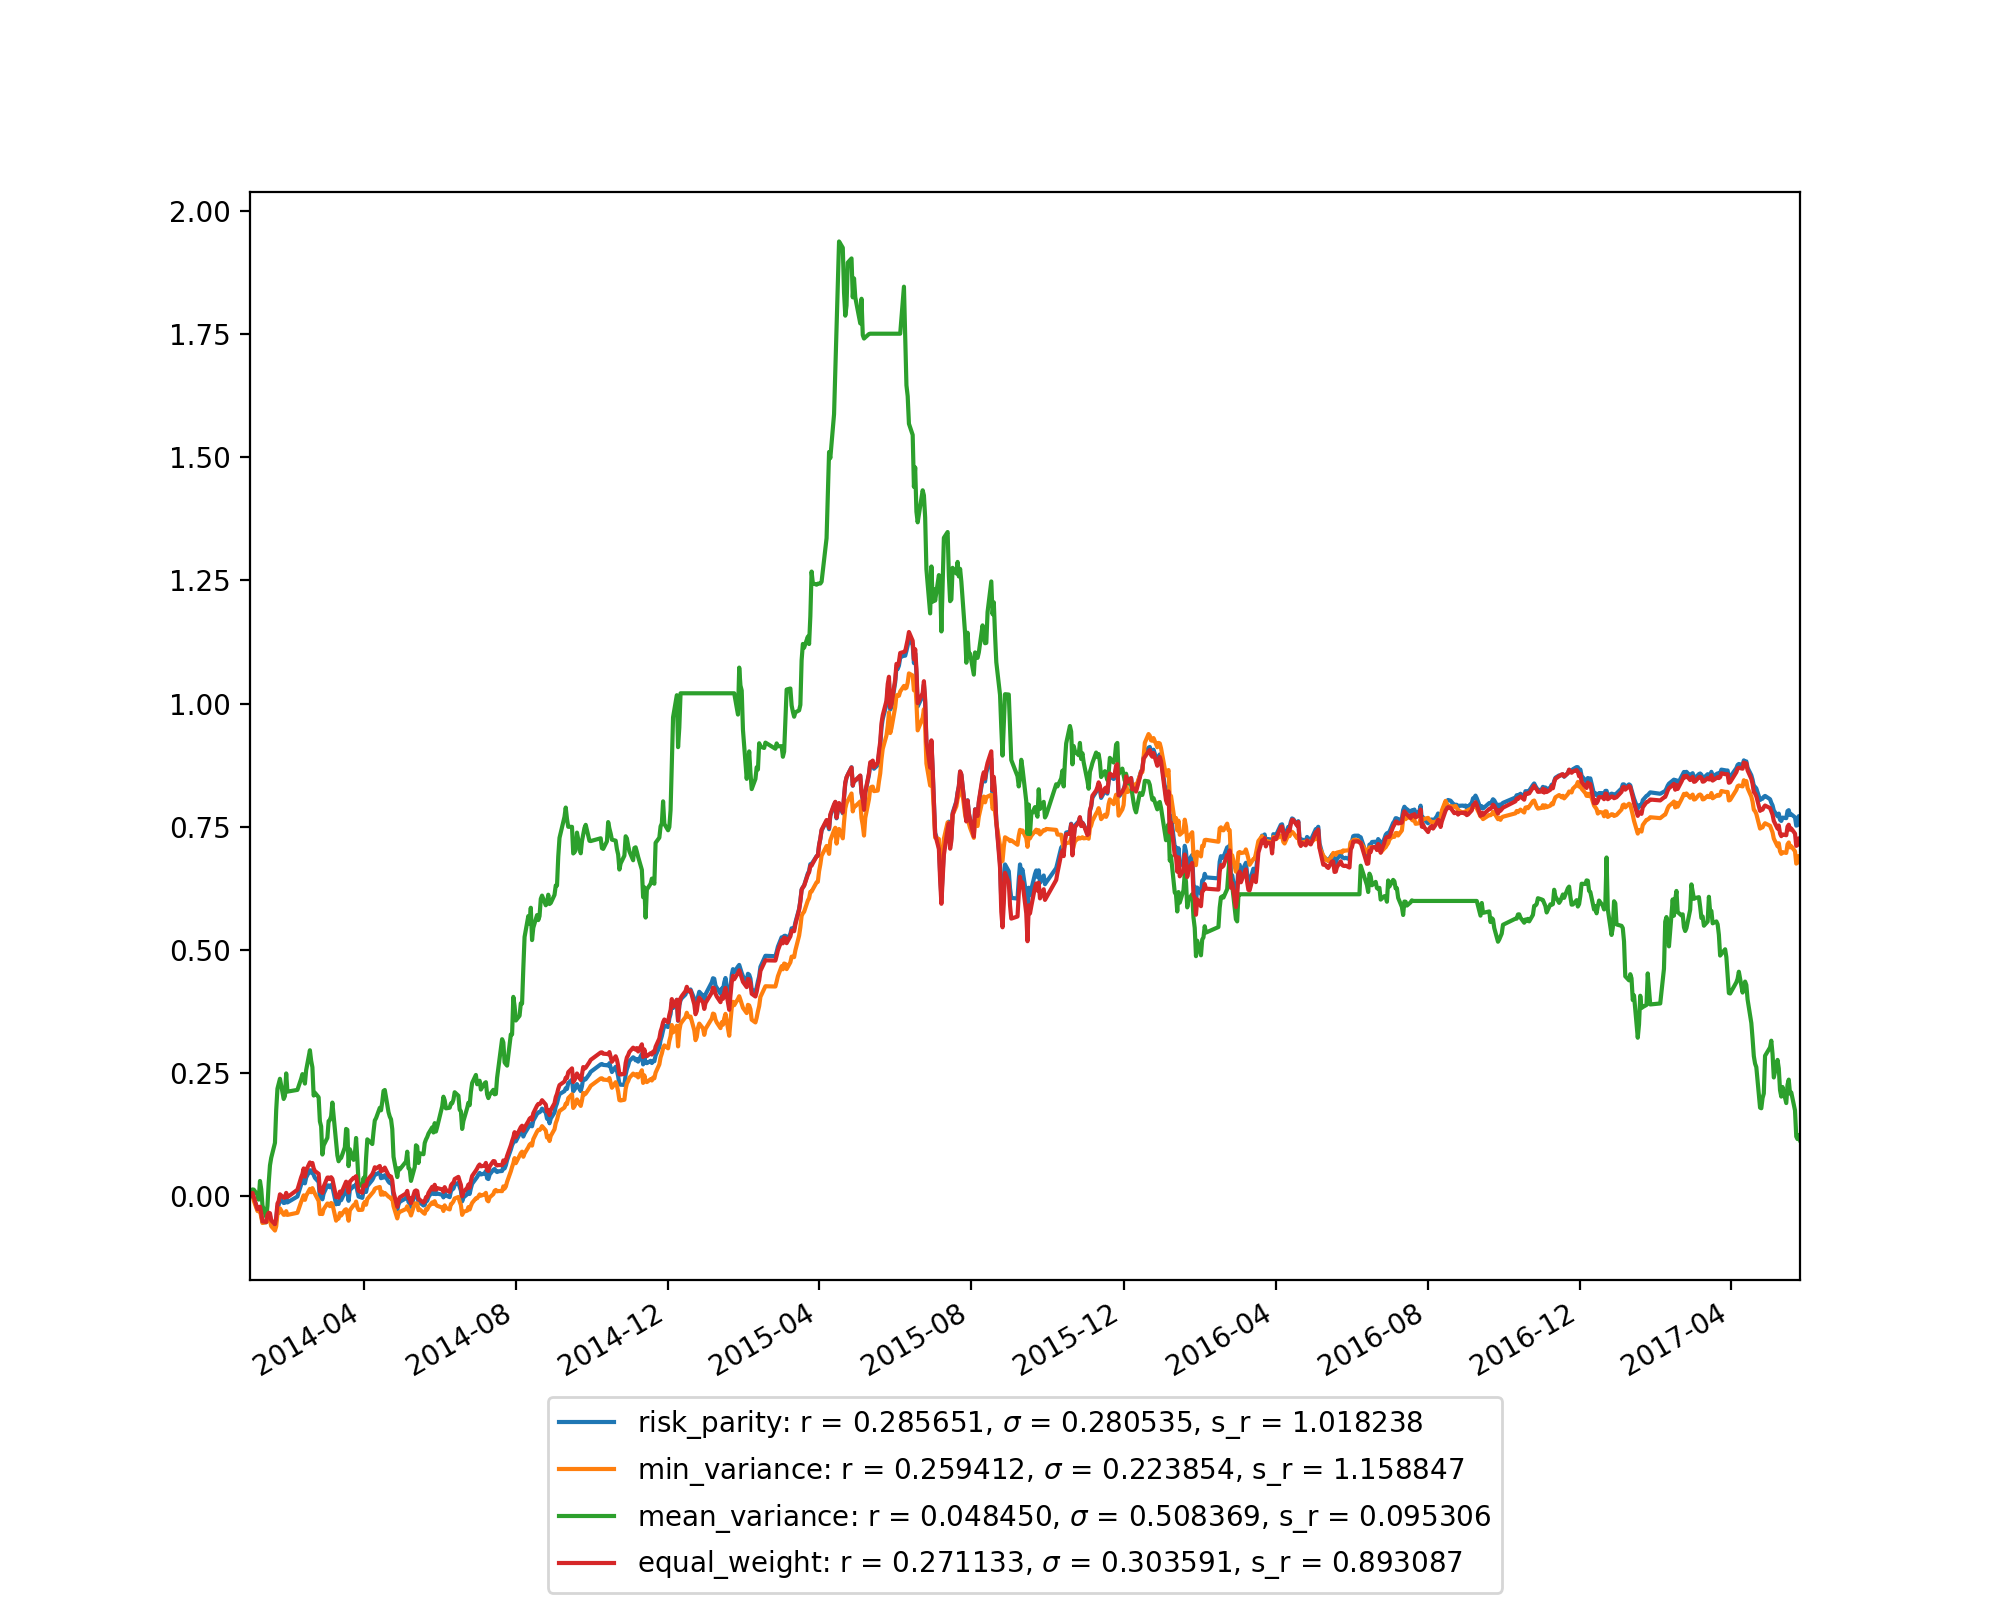 2.00
1.75
1.50
1.25
1.00
0.75
0.50
0.25
0.00
2014-04 2014-08 2014-12 2015-04 2015-08 2015-12 2016-04 2016-08 2016-12 2017-04
risk_parity: r = 0.285651, σ = 0.280535, s_r = 1.018238
min_variance: r = 0.259412, σ = 0.223854, s_r = 1.158847
mean_variance: r = 0.048450, σ = 0.508369, s_r = 0.095306
equal_weight: r = 0.271133, σ = 0.303591, s_r = 0.893087